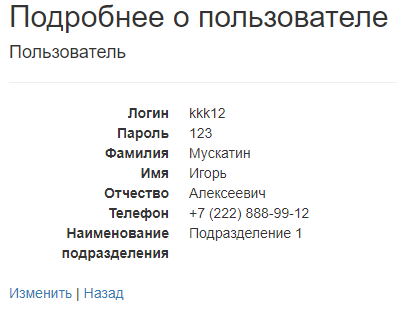 Подробнее о пользователе
Пользователь
Логин kkk12
Пароль 123
Фамилия Мускатин
Имя Игорь
Отчество Алексеевич
Телефон +7 (222) 888-99-12
Наименование Подразделение 1
подразделения
Изменить | Назад